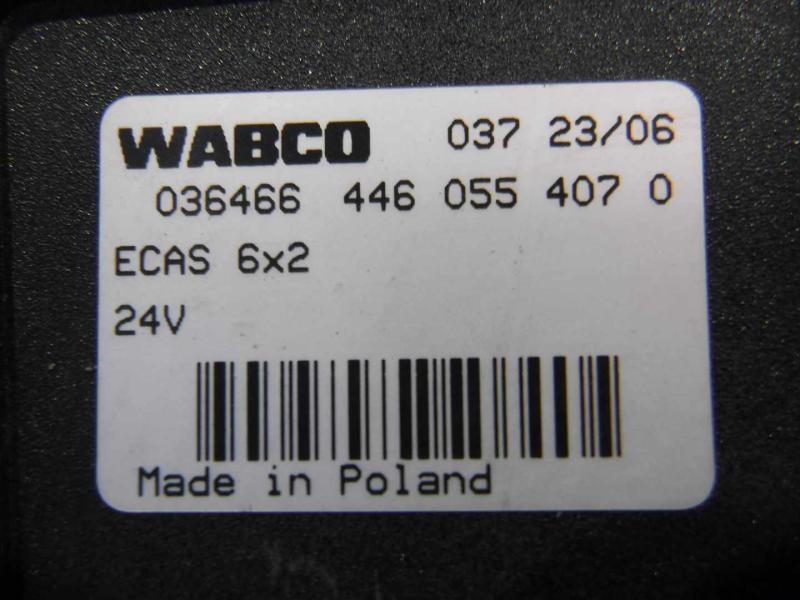 WABCO 037 23/06
036466 446 055 407 0
ECAS 6x2
24V
Made in Poland